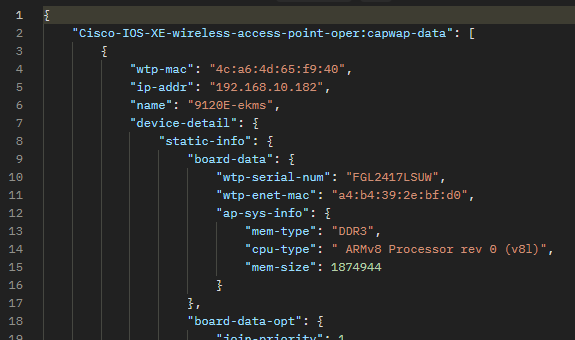 1 {
2 "Cisco-IOS-XE-wireless-access-point-oper:capwap-data": [
3 {
4 "wtp-mac": "4c:a6:4d:65:f9:40",
5 "ip-addr": "192.168.10.182",
6 "name": "9120E-ekms",
7 "device-detail": {
8 "static-info": {
9 "board-data": {
10 "wtp-serial-num": "FGL2417LSUW",
11 "wtp-enet-mac": "a4:b4:39:2e:bf:d0",
12 "ap-sys-info": {
13 "mem-type": "DDR3",
14 "cpu-type": " ARMv8 Processor rev 0 (v8l)",
15 "mem-size": 1874944
16 }
17 },
18 "board-data-opt": {
19 "join-priority": 1